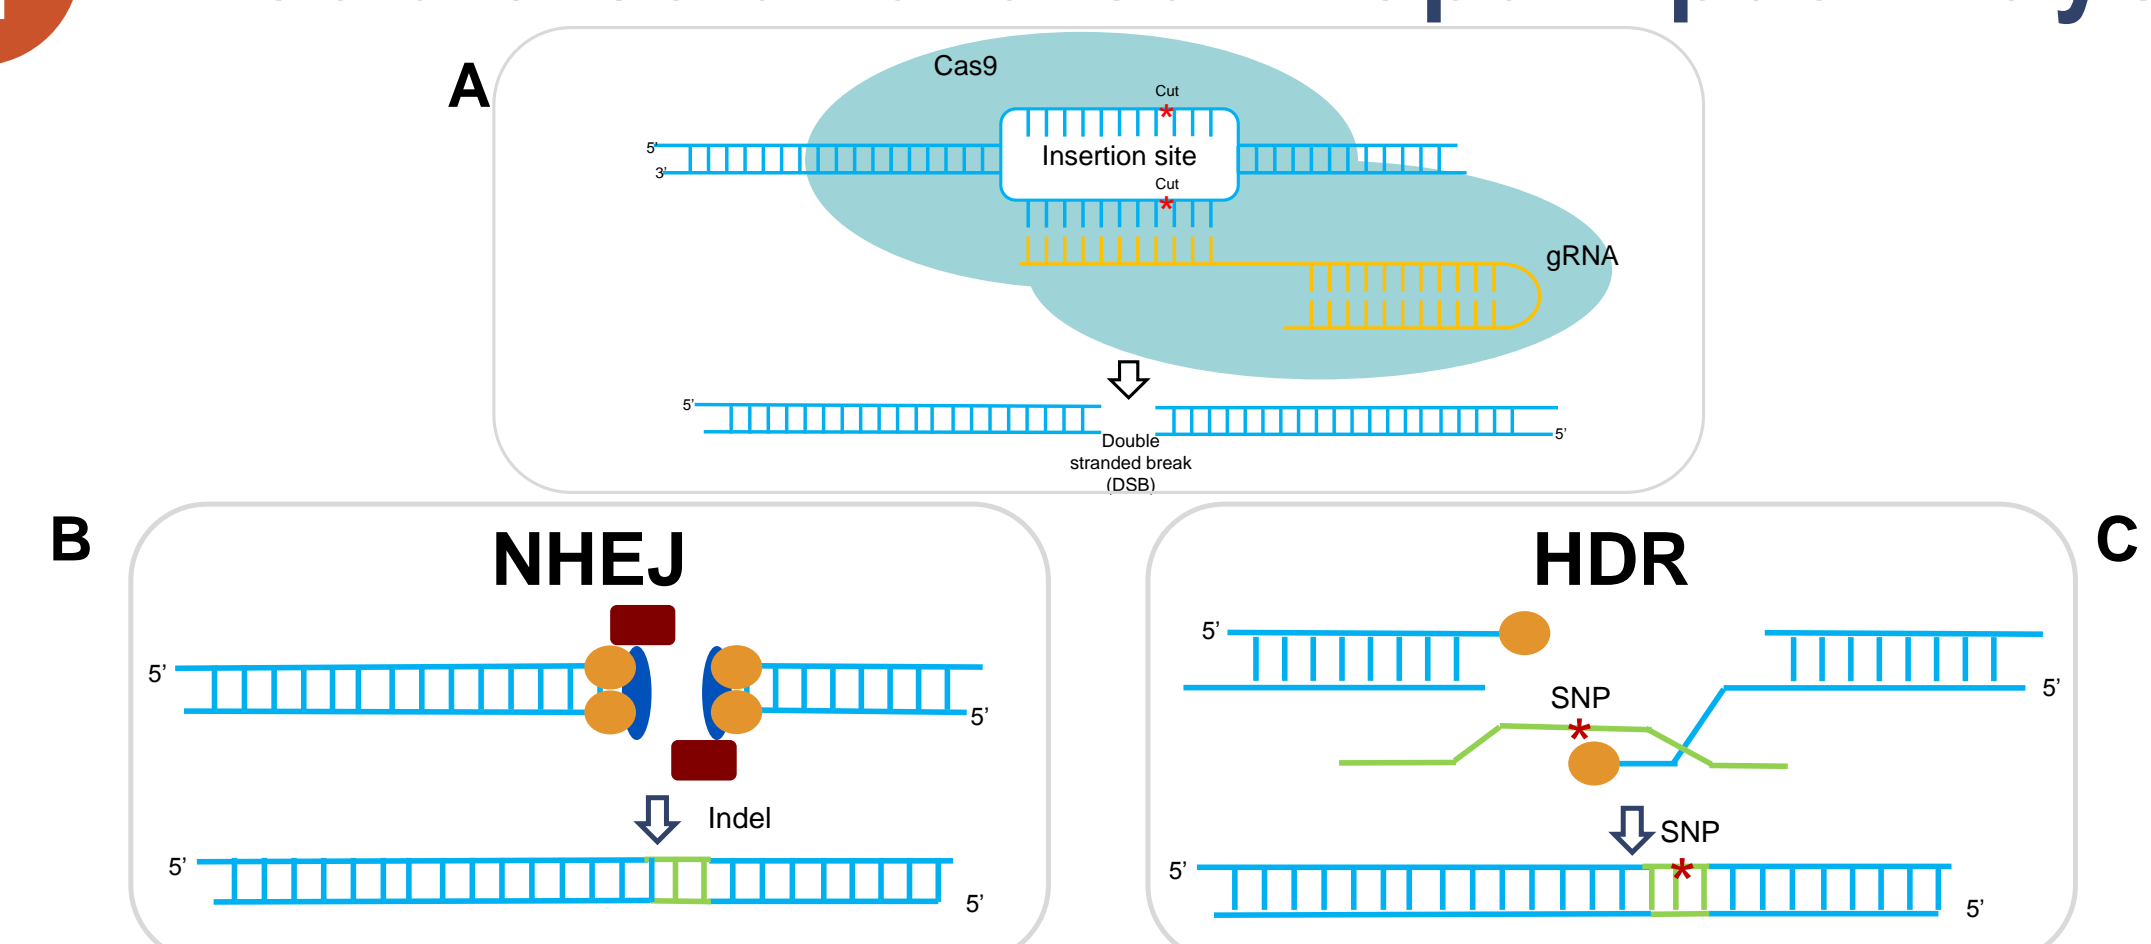 A
Cas9
Cut
*
5’
Insertion site
3’
Cut
*
gRNA
5’
5’
Double
stranded break
(DSB)
B
NHEJ
5’
5’
Indel
5’
5’
C
HDR
5’
5’
SNP
*
SNP
5’
*
5’